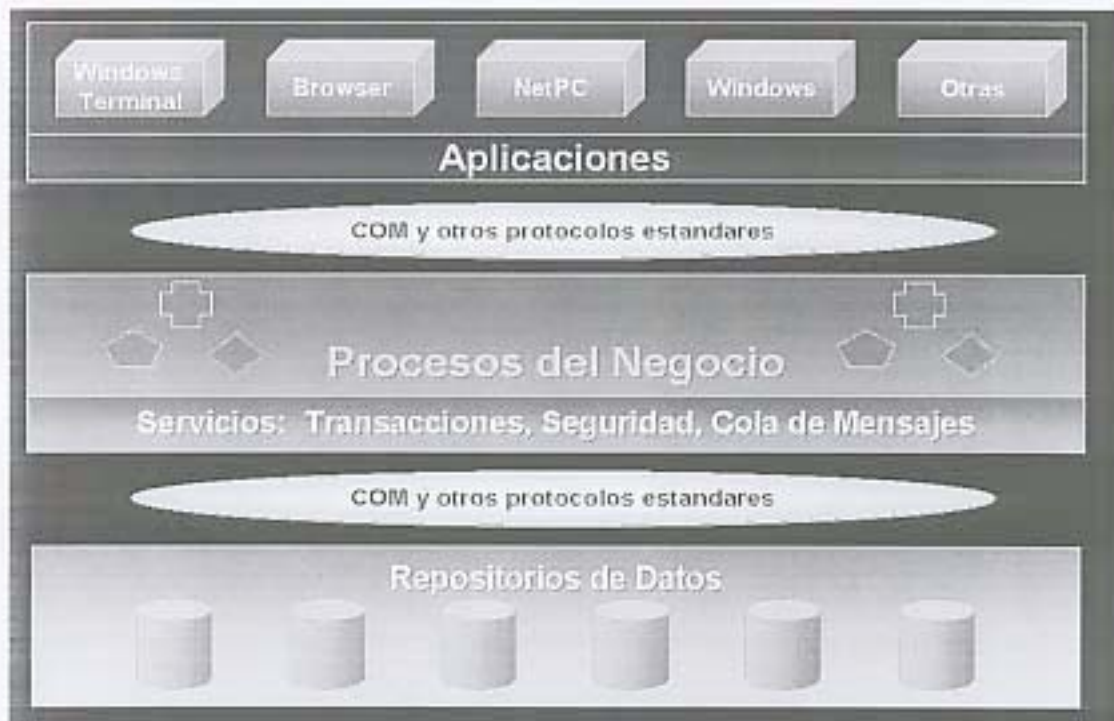 Windows
Terminal
Browser
NetPC
Windows
Otras
Aplicaciones
COM y otros protocolos estandares
Procesos del Negocio
Servicios: Transacciones, Seguridad, Cola de Mensajes
COM y otros protocolos estandares
Repositorios de Datos